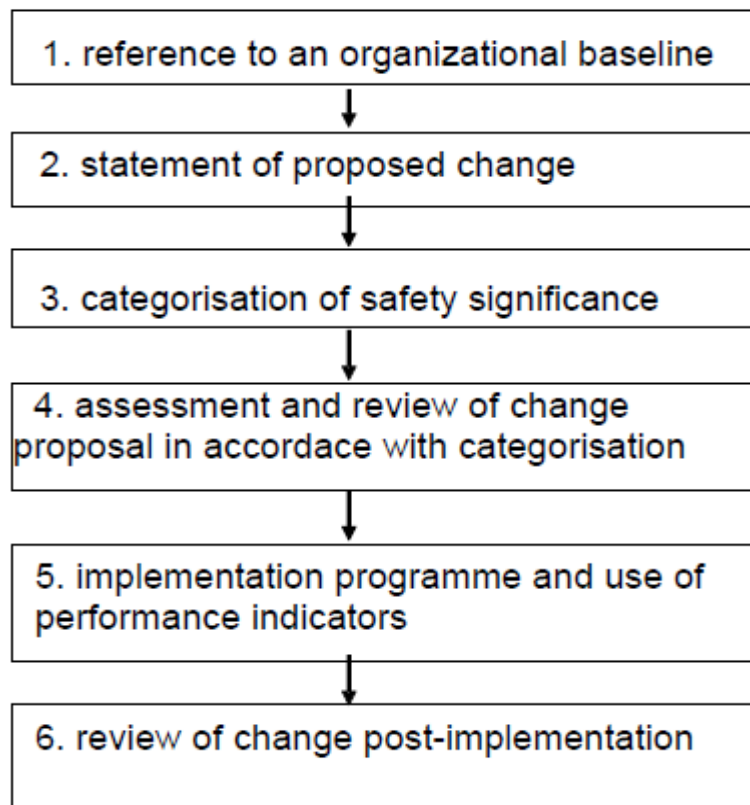 1. reference to an organizational baseline
2. statement of proposed change
3. categorisation of safety significance
4. assessment and review of change
proposal in accordace with categorisation
5. implementation programme and use of
performance indicators
6. review of change post-implementation